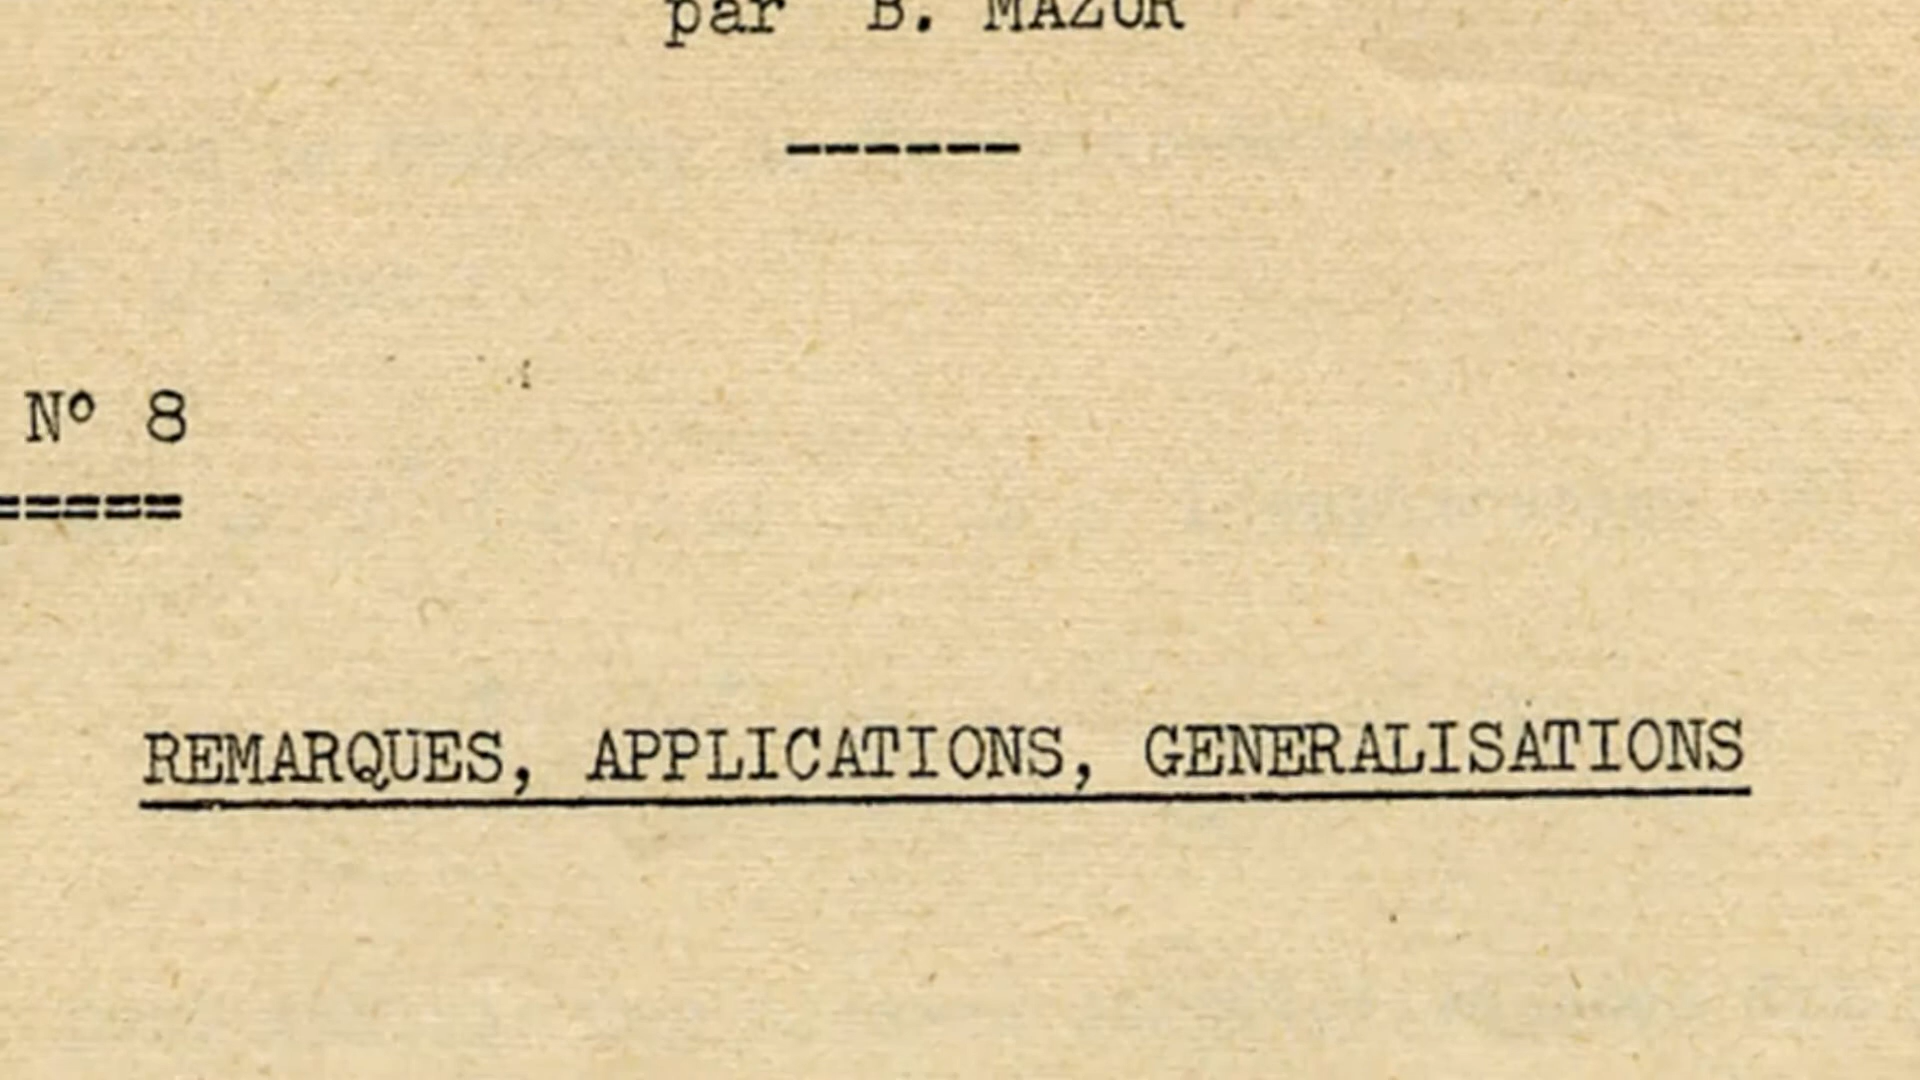 par B. MAZUR
------
N° 8
=====
REMARQUES, APPLICATIONS, GENERALISATIONS